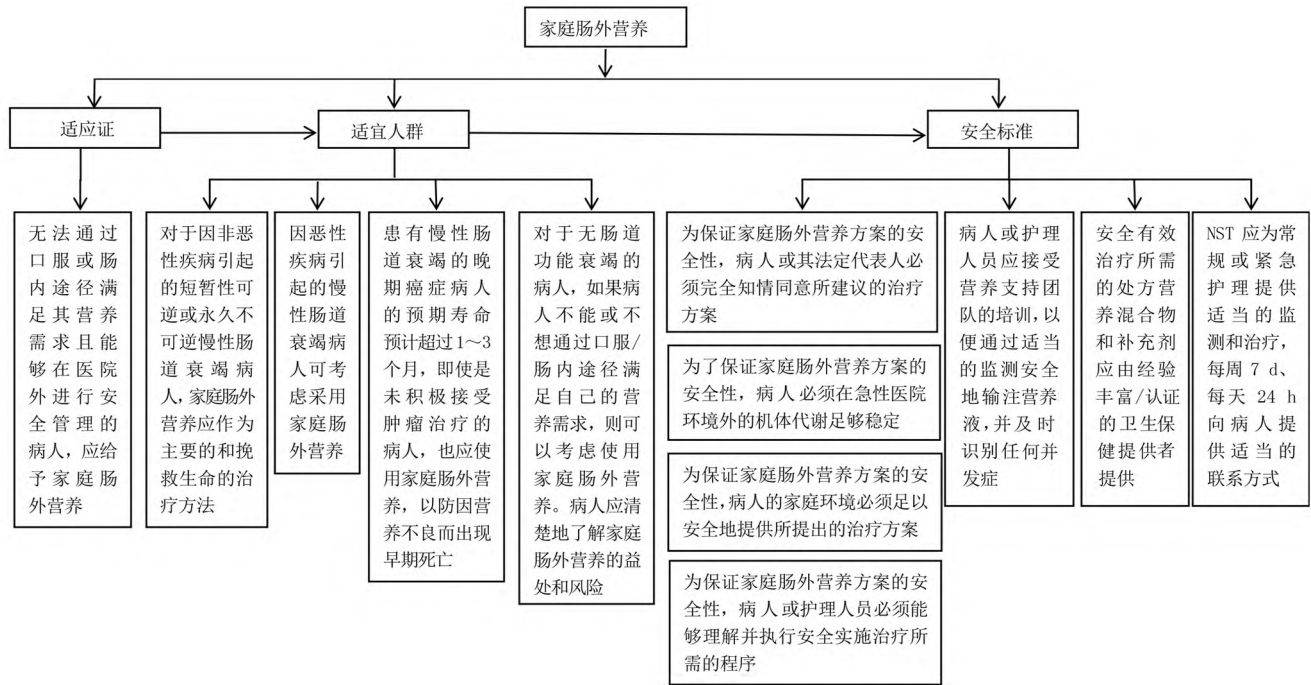 家庭肠外营养
适应证
适宜人群
安全标准
无法通过
口服或肠
内途径满
足其营养
需求且能
够在医院
外进行安
全管理的
病人，应给
予家庭肠
外营养
对于因非恶
性疾病引起
的短暂性可
逆或永久不
可逆慢性肠
道衰竭病
人，家庭肠外
营养应作为
主要的和挽
救生命的治
疗方法
因恶性
疾病引
起的慢
性肠道
衰竭病
人可考
虑采用
家庭肠
外营养
患有慢性肠
道衰竭的晚
期癌症病人
的预期寿命
预计超过1～3
个月，即使是
未积极接受
肿瘤治疗的
病人，也应使
用家庭肠外营
养，以防因营
养不良而出现
早期死亡
对于无肠道
功能衰竭的
病人，如果病
人不能或不
想通过口服/
肠内途径满
足自己的营
养需求，则可
以考虑使用
家庭肠外营
养。病人应清
楚地了解家庭
肠外营养的益
处和风险
为保证家庭肠外营养方案的安
全性，病人或其法定代表人必
须完全知情同意所建议的治疗
方案
为了保证家庭肠外营养方案的
安全性，病人必须在急性医院
环境外的机体代谢足够稳定
为保证家庭肠外营养方案的安
全性，病人的家庭环境必须足以
安全地提供所提出的治疗方案
为保证家庭肠外营养方案的安
全性，病人或护理人员必须能
够理解并执行安全实施治疗所
需的程序
病人或护理
人员应接受
营养支持团
队的培训，以
便通过适当
的监测安全
地输注营养
液，并及时
识别任何并
发症
安全有效
治疗所需
的处方营
养混合物
和补充剂
应由经验
丰富/认证
的卫生保
健提供者
提供
NST应为常
规或紧急
护理提供
适当的监
测和治疗，
每周 7 d、
每天 24 h
向病人提
供适当的
联系方式